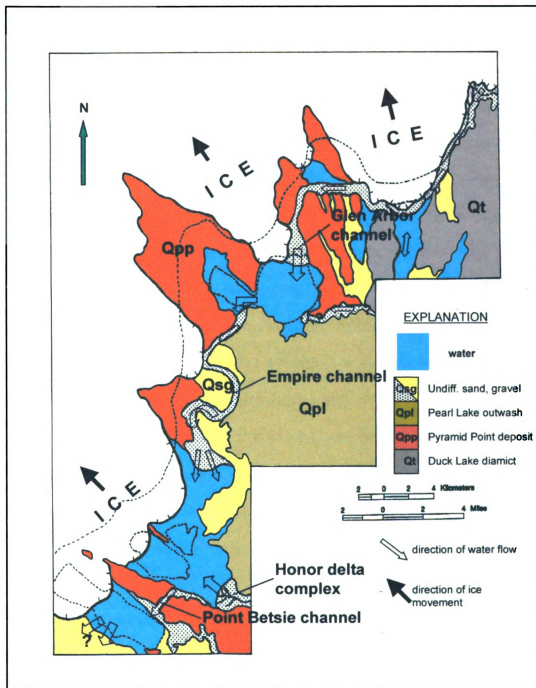 N
ICE
ICE
Qt
Glen Arbor
channel
Qpp
EXPLANATION
water
Qsg
Undiff. sand, gravel
Qpl
Pearl Lake outwash
Qpp
Pyramid Point deposit
Qt
Duck Lake diamict
Qsg
Empire channel
Qpl
ICE
2 0 2 4 Kilometers
2 0 2 4 Miles
direction of water flow
direction of ice
movement
Honor delta
complex
Point Betsie channel
?